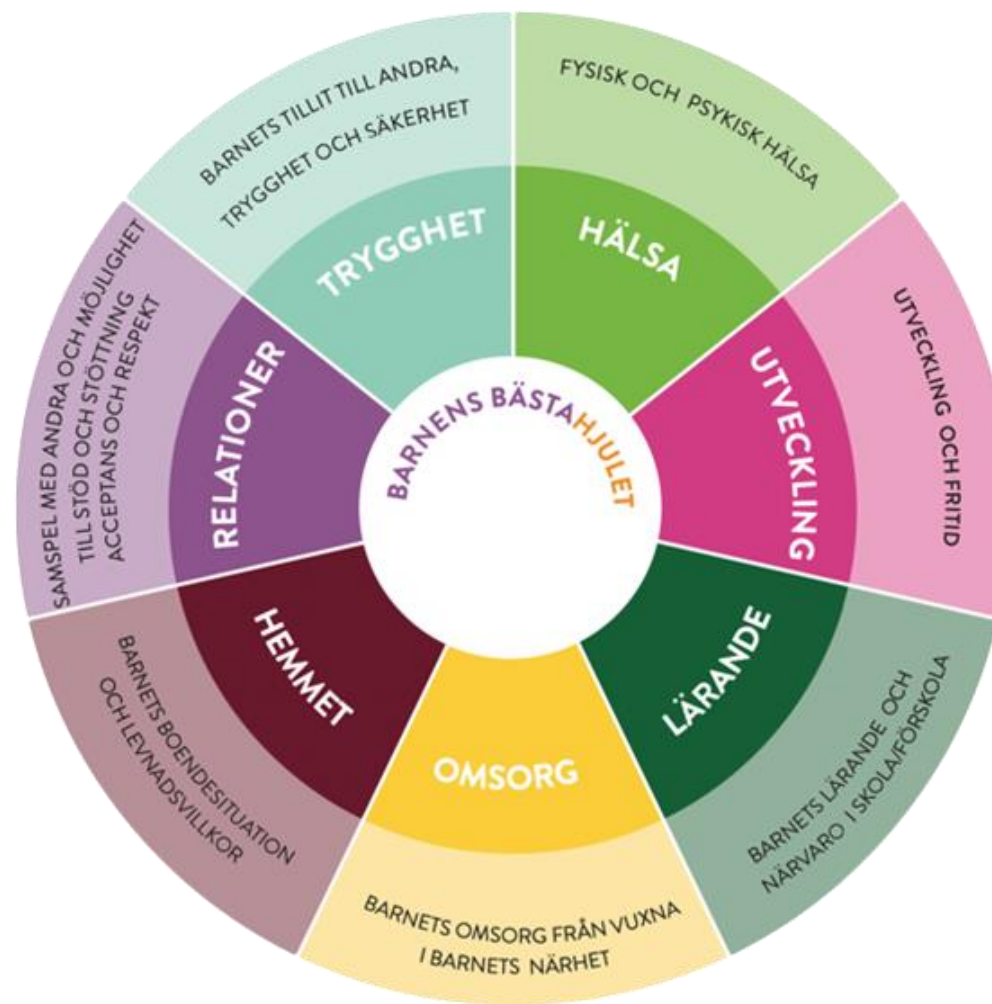 BARNENS BÄSTAHJULET
HÄLSA
FYSISK OCH PSYKISK HÄLSA
UTVECKLING
UTVECKLING OCH FRITID
LÄRANDE
BARNETS LÄRANDE OCH
NÄRVARO I SKOLA/FÖRSKOLA
OMSORG
BARNETS OMSORG FRÅN VUXNA
I BARNETS NÄRHET
HEMMET
BARNETS BOENDESITUATION
OCH LEVNADSVILLKOR
RELATIONER
SAMSPEL MED ANDRA OCH MÖJLIGHET
TILL STÖD OCH STÖTTNING
ACCEPTANS OCH RESPEKT
TRYGGHET
BARNETS TILLIT TILL ANDRA,
TRYGGHET OCH SÄKERHET